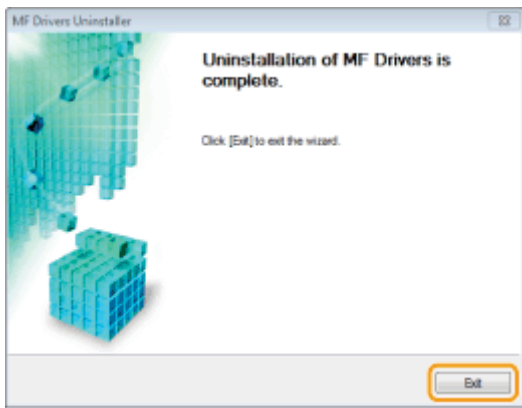 MF Drivers Uninstaller
Uninstallation of MF Drivers is
complete.
Click [Exit] to exit the wizard.
Exit